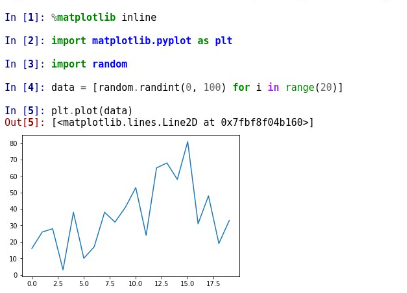 In [1]: %matplotlib inline
In [2]: import matplotlib.pyplot as plt
In [3]: import random
In [4]: data = [random.randint(0, 100) for i in range(20)]
In [5]: plt.plot(data)
Out[5]: [<matplotlib.lines.Line2D at 0x7fbf8f04b160>]
80
70
60
50
40
30
20
10
0
0.0 2.5 5.0 7.5 10.0 12.5 15.0 17.5